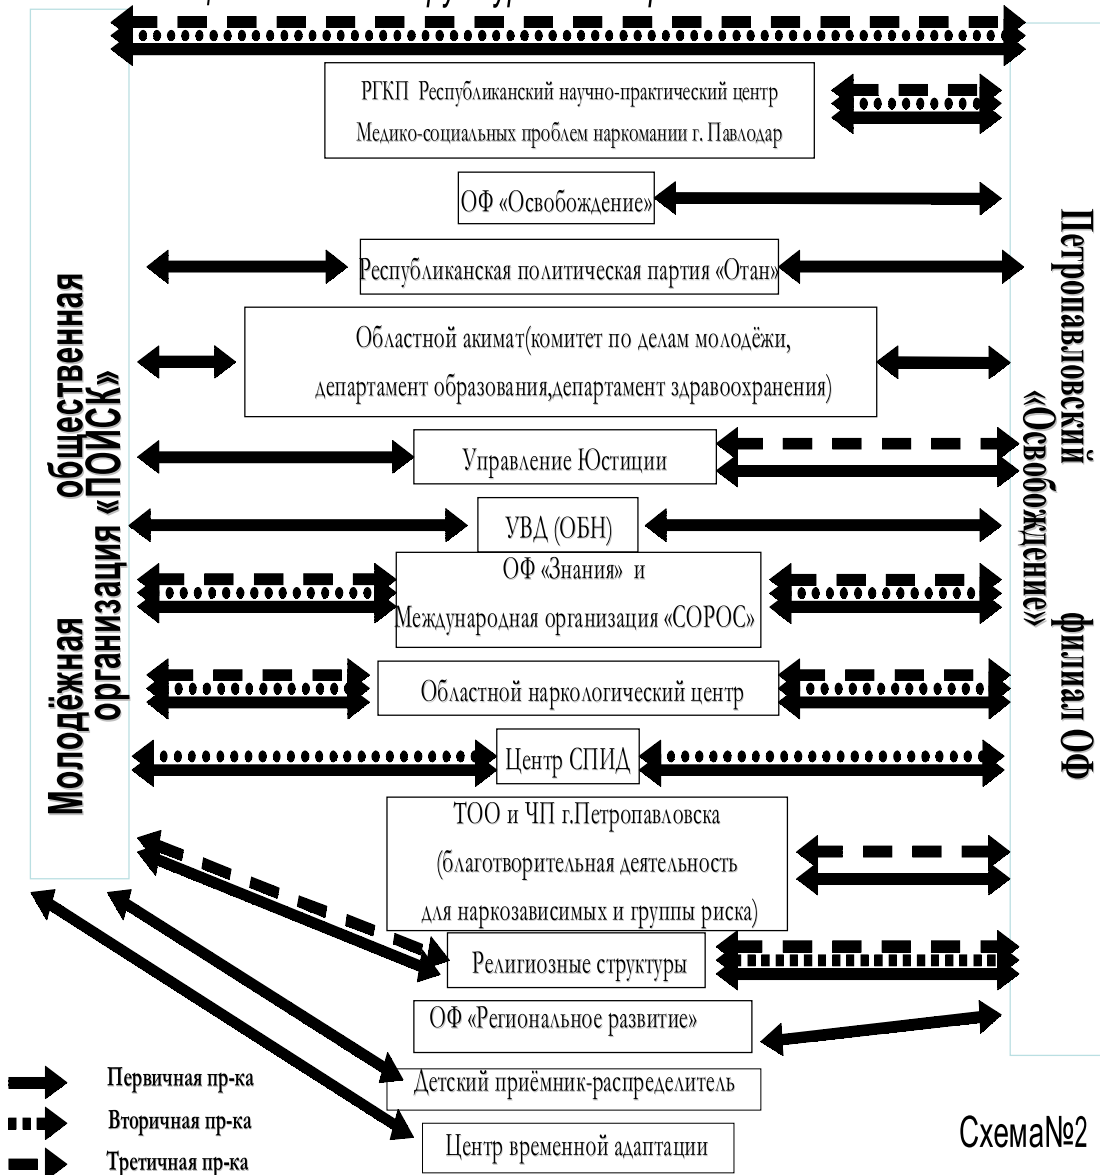 РГКП Республиканский научно-практический центр
Медико-социальных проблем наркомании г. Павлодар
ОФ «Освобождение»
Республиканская политическая партия «Отан»
Областной акимат(комитет по делам молодёжи,
департамент образования,департамент здравоохранения)
Управление Юстиции
УВД (ОБН)
ОФ «Знания» и
Международная организация «СОРОС»
Областной наркологический центр
Центр СПИД
ТОО и ЧП г.Петропавловска
(благотворительная деятельность
для наркозависимых и группы риска)
Религиозные структуры
ОФ «Региональное развитие»
Детский приёмник-распределитель
Центр временной адаптации
Молодёжная общественная
организация «ПОИСК»
Петропавловский филиал ОФ
«Освобождение»
Первичная пр-ка
Вторичная пр-ка
Третичная пр-ка
Схема№2